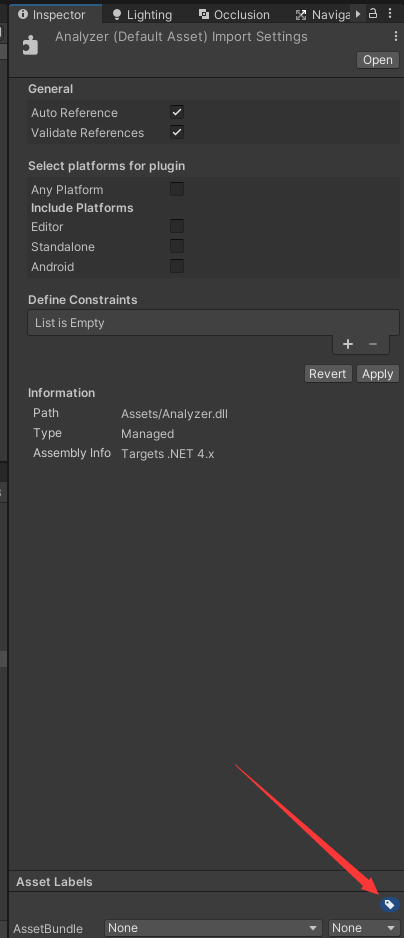 Inspector Lighting Occlusion Naviga
Analyzer (Default Asset) Import Settings
Open
General
Auto Reference
Validate References
Select platforms for plugin
Any Platform
Include Platforms
Editor
Standalone
Android
Define Constraints
List is Empty
+ −
Revert Apply
Information
Path Assets/Analyzer.dll
Type Managed
Assembly Info Targets .NET 4.x
Asset Labels
AssetBundle None None